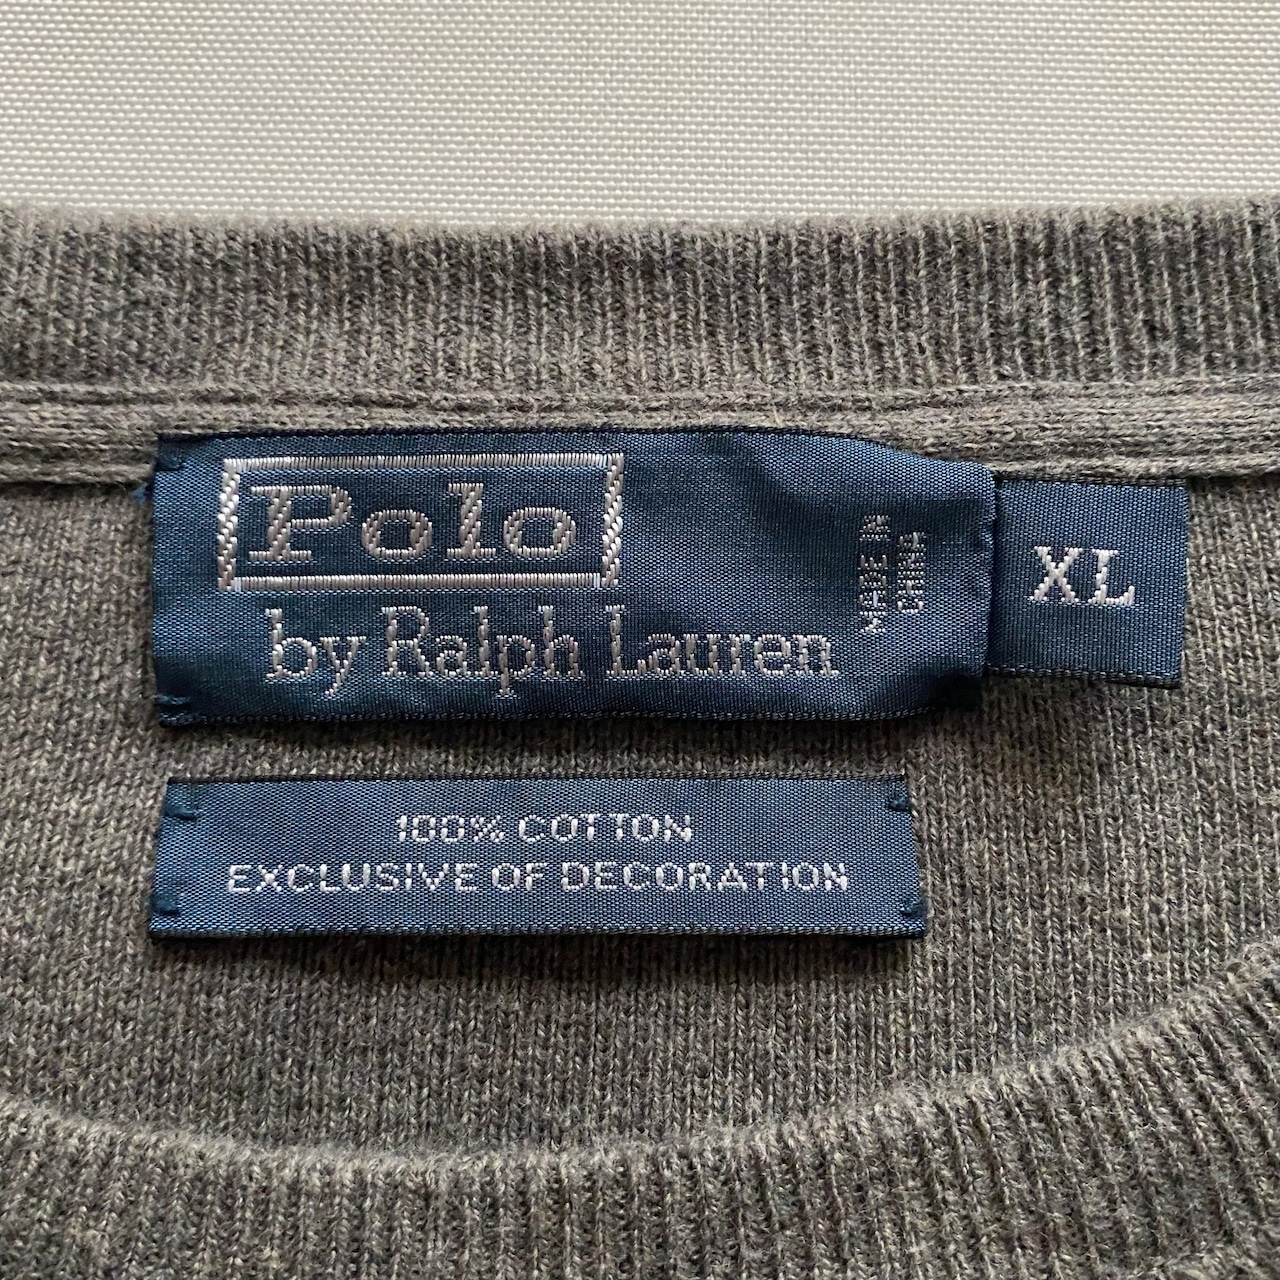 Polo
by Ralph Lauren
MADE IN
CHINA
XL
100% COTTON
EXCLUSIVE OF DECORATION